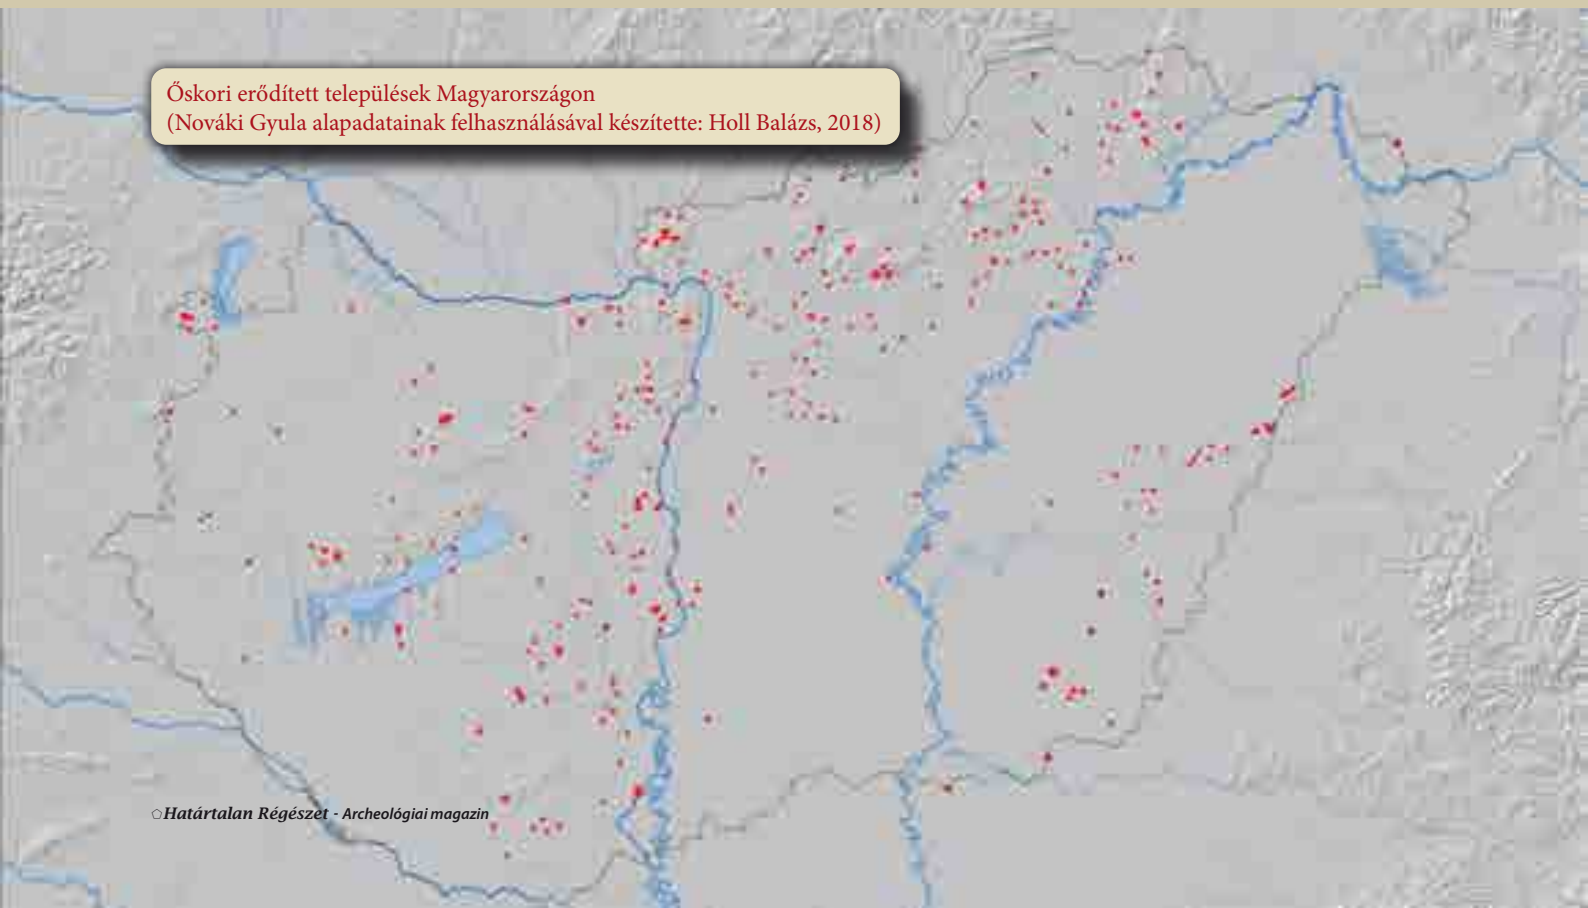 Őskori erődített települések Magyarországon
(Nováki Gyula alapadatainak felhasználásával készítette: Holl Balázs, 2018)
Határtalan Régészet - Archeológiai magazin